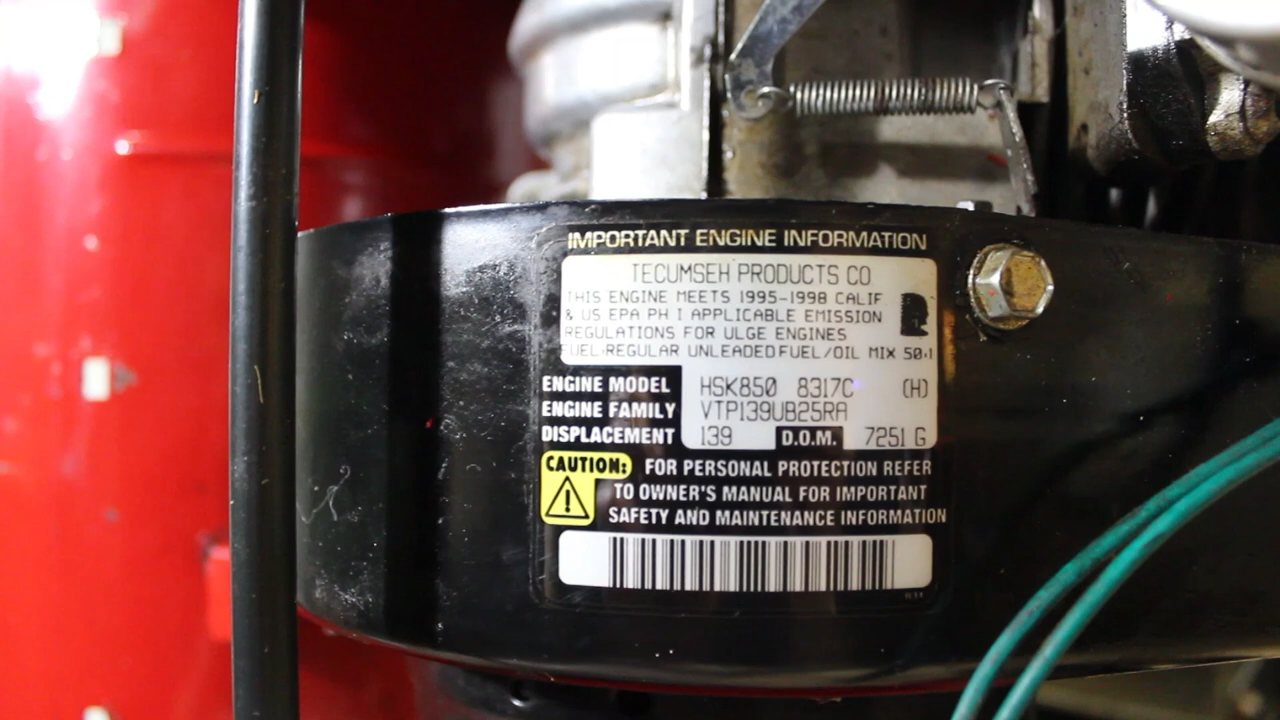 IMPORTANT ENGINE INFORMATION
TECUMSEH PRODUCTS CO
THIS ENGINE MEETS 1995-1998 CALIF
& US EPA PH I APPLICABLE EMISSION
REGULATIONS FOR ULGE ENGINES
FUEL:REGULAR UNLEADED FUEL/OIL MIX 50:1
ENGINE MODEL HSK850 8317C (H)
ENGINE FAMILY VTP139UB25RA
DISPLACEMENT 139 D.O.M. 7251 G
CAUTION: FOR PERSONAL PROTECTION REFER
TO OWNER'S MANUAL FOR IMPORTANT
SAFETY AND MAINTENANCE INFORMATION